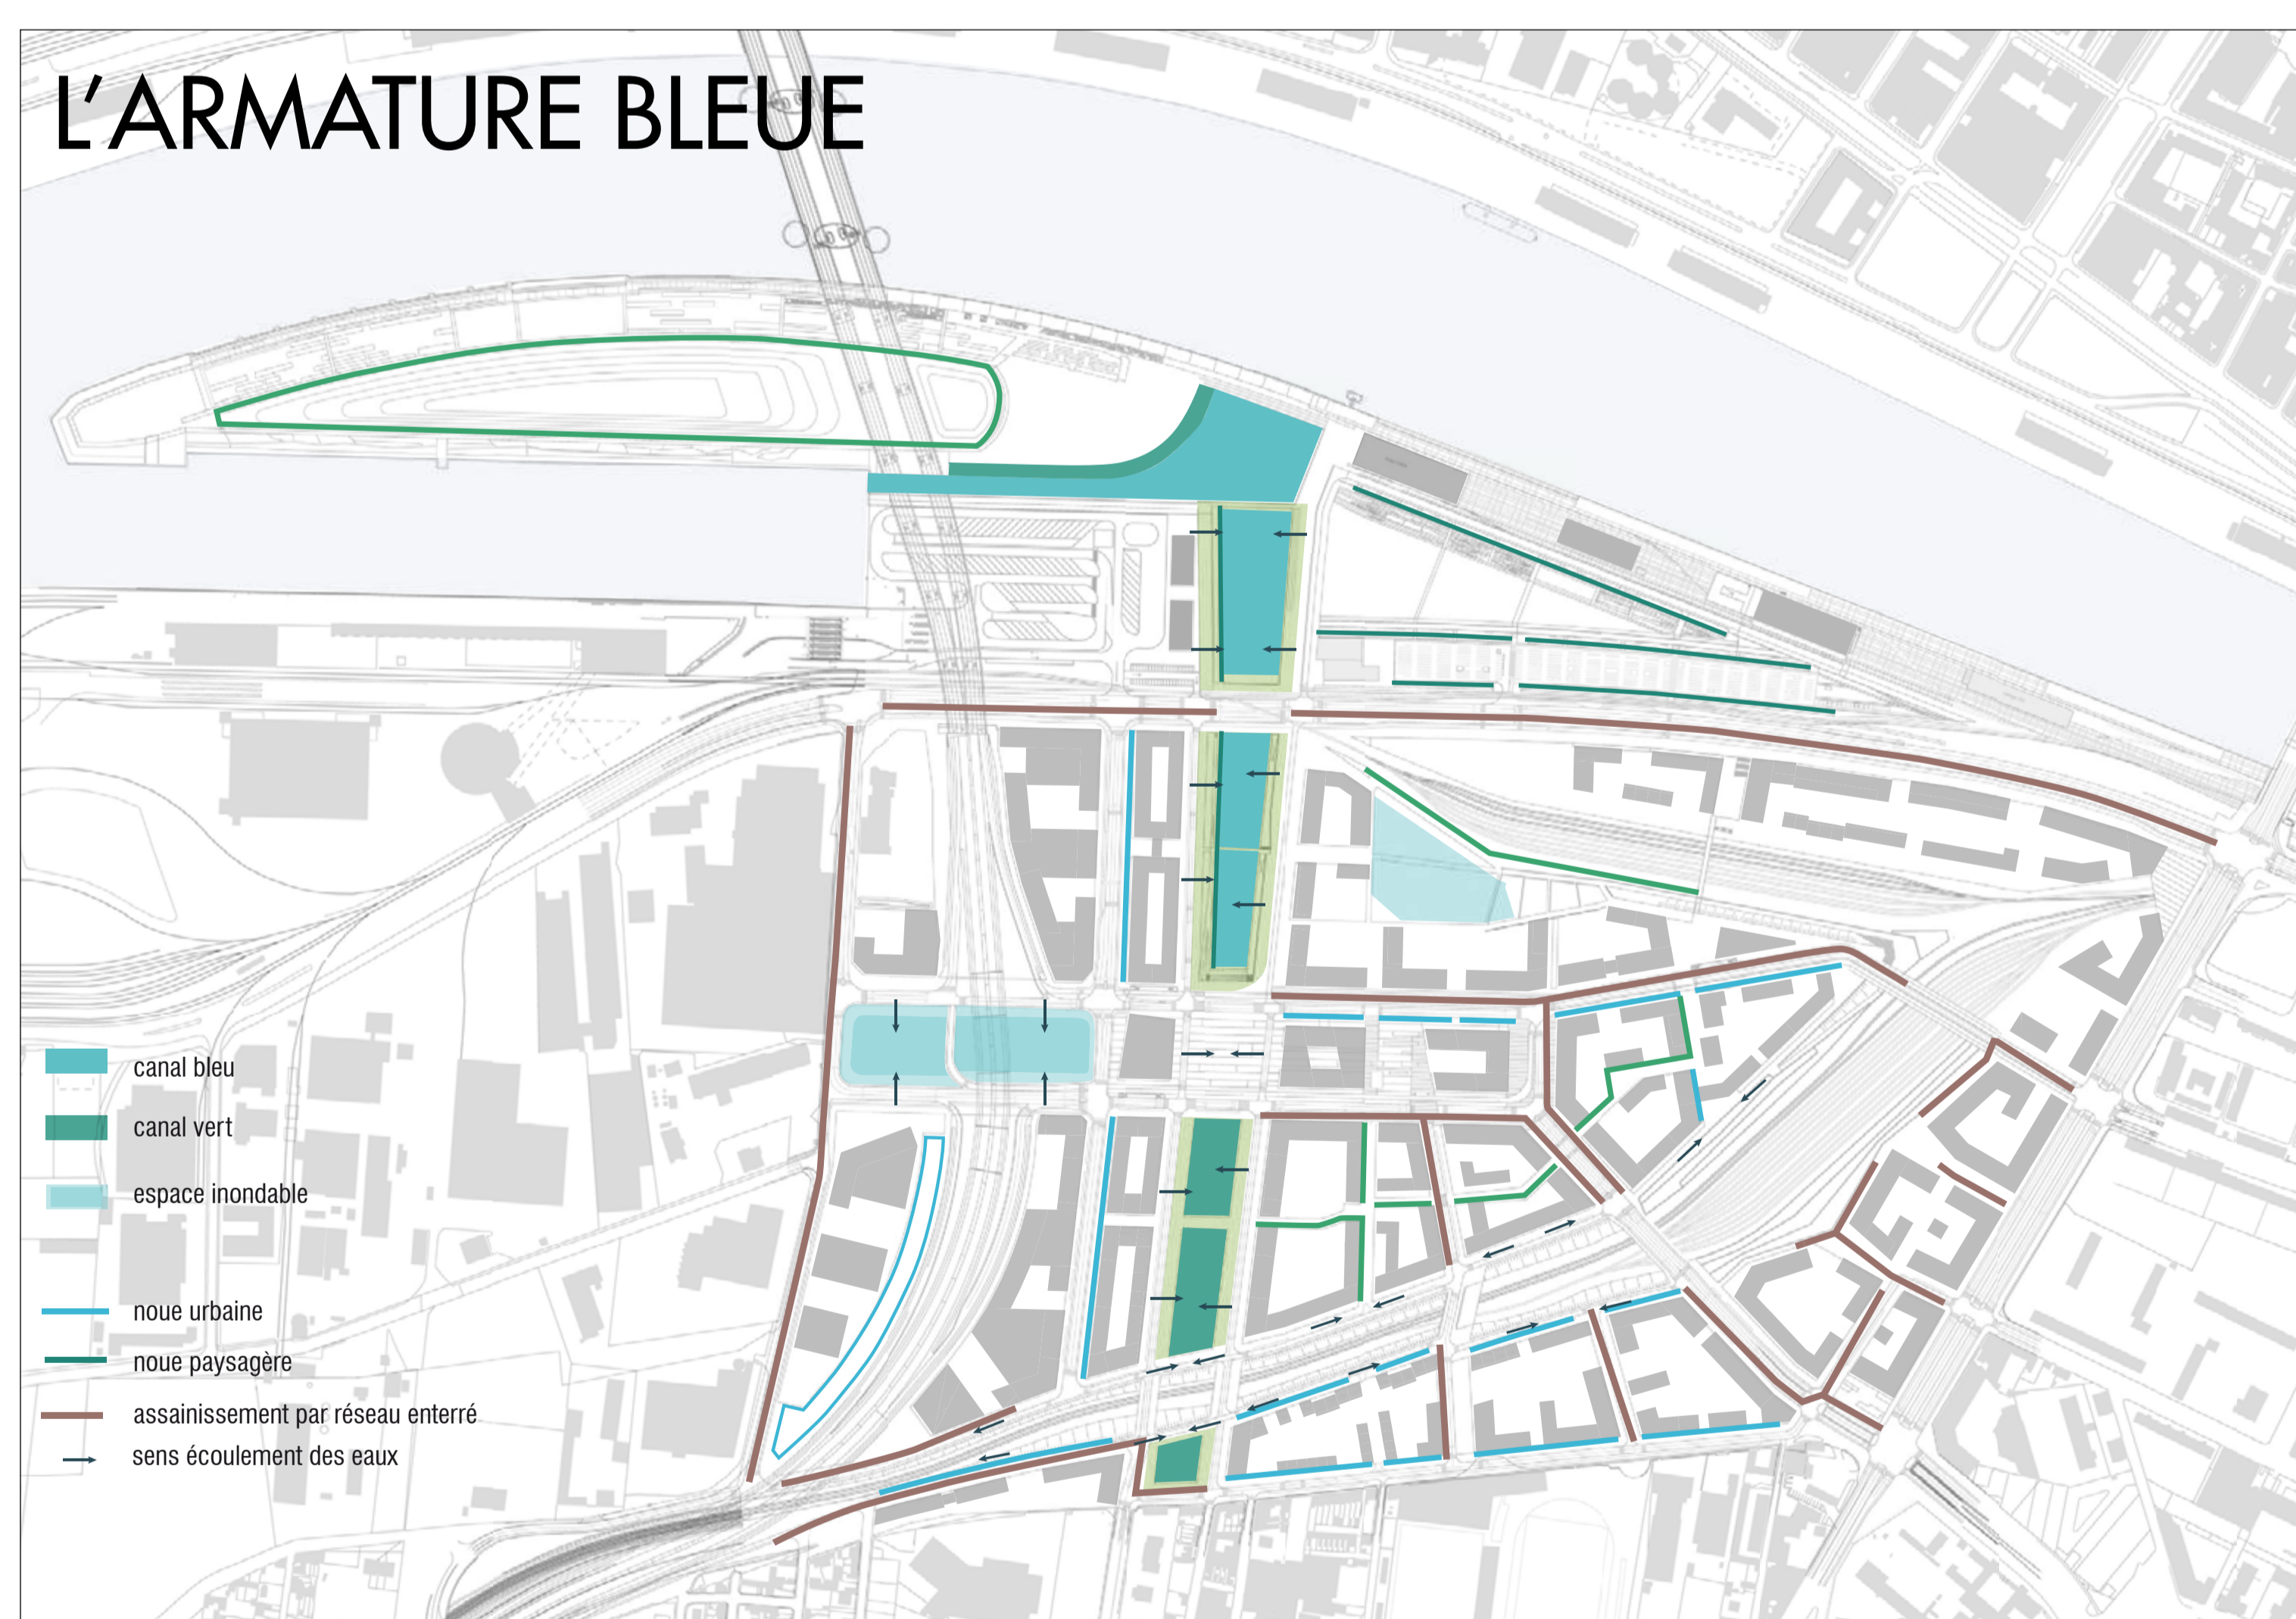 L'ARMATURE BLEUE
canal bleu
canal vert
espace inondable
noue urbaine
noue paysagère
assainissement par réseau enterré
sens écoulement des eaux